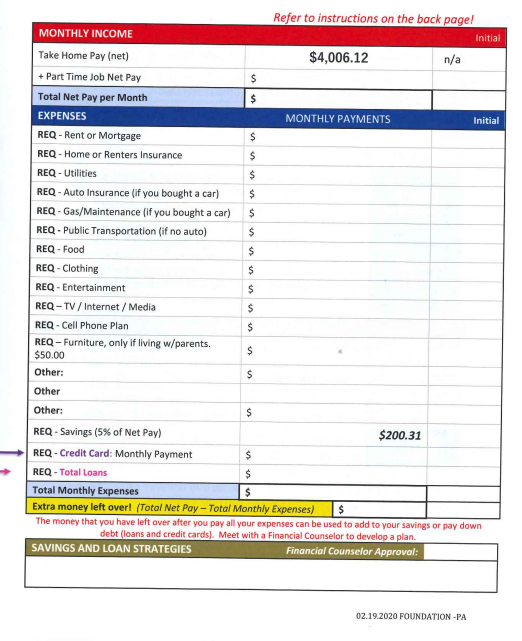 Refer to instructions on the back page!
MONTHLY INCOME Initial
Take Home Pay (net) $4,006.12 n/a
+ Part Time Job Net Pay $
Total Net Pay per Month $
EXPENSES MONTHLY PAYMENTS Initial
REQ - Rent or Mortgage $
REQ - Home or Renters Insurance $
REQ - Utilities $
REQ - Auto Insurance (if you bought a car) $
REQ - Gas/Maintenance (if you bought a car) $
REQ - Public Transportation (if no auto) $
REQ - Food $
REQ - Clothing $
REQ - Entertainment $
REQ – TV / Internet / Media $
REQ - Cell Phone Plan $
REQ – Furniture, only if living w/parents.
$50.00 $
Other: $
Other
Other: $
REQ - Savings (5% of Net Pay) $200.31
REQ - Credit Card: Monthly Payment $
REQ - Total Loans $
Total Monthly Expenses $
Extra money left over! (Total Net Pay – Total Monthly Expenses) $
The money that you have left over after you pay all your expenses can be used to add to your savings or pay down
debt (loans and credit cards). Meet with a Financial Counselor to develop a plan.
SAVINGS AND LOAN STRATEGIES Financial Counselor Approval:
02.19.2020 FOUNDATION -PA